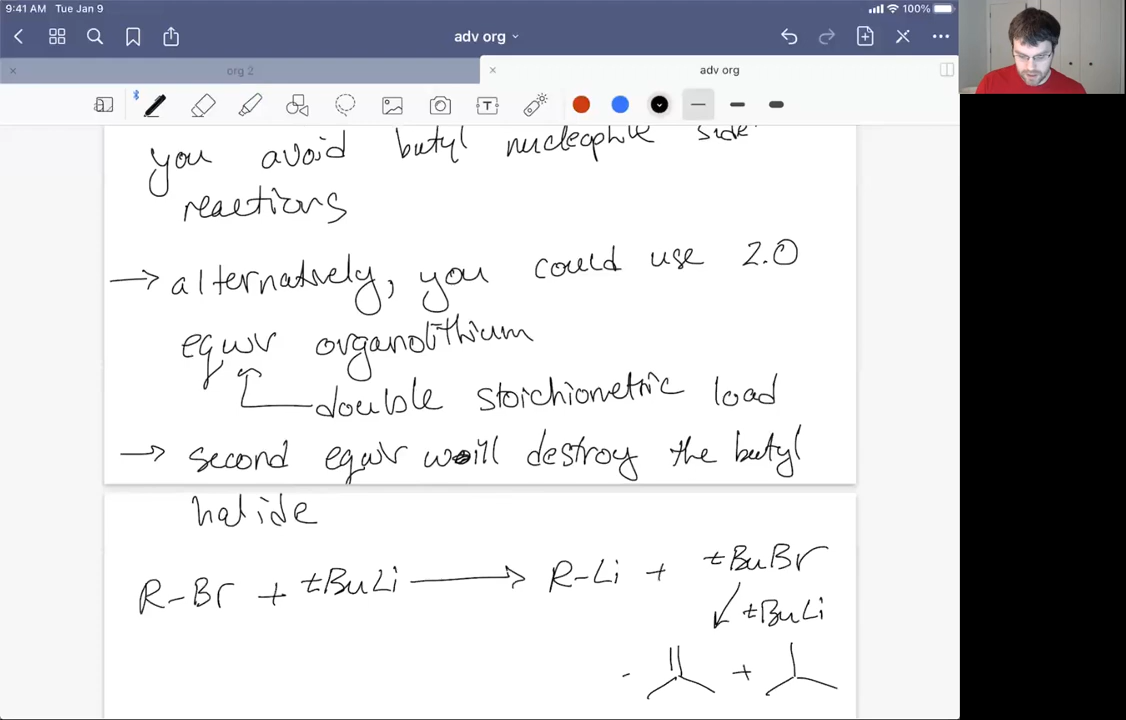 9:41 AM Tue Jan 9
100%
adv org
org 2
adv org
you avoid butyl nucleophile side
reactions
→ alternatively, you could use 2.0
equiv organolithium
double stoichiometric load
→ second equiv will destroy the butyl
halide
R-Br + tBuLi → R-Li + tBuBr
tBuLi
+